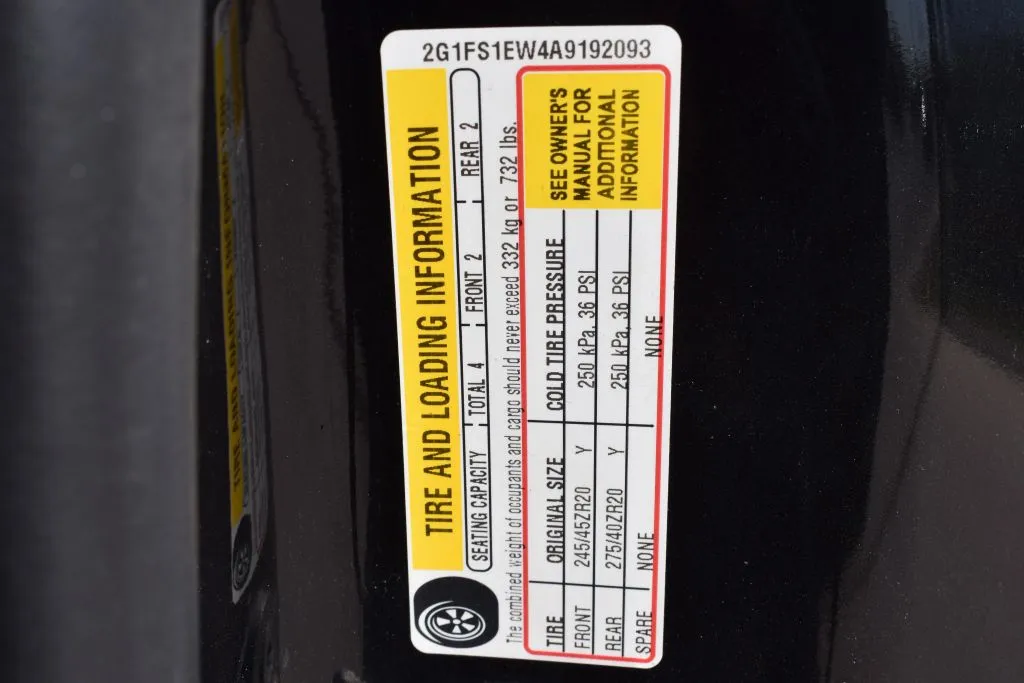 2G1FS1EW4A9192093
TIRE AND LOADING INFORMATION
SEATING CAPACITY TOTAL 4 FRONT 2 REAR 2
The combined weight of occupants and cargo should never exceed 332 kg or 732 lbs.
TIRE ORIGINAL SIZE COLD TIRE PRESSURE
FRONT 245/45ZR20 Y 250 kPa, 36 PSI
REAR 275/40ZR20 Y 250 kPa, 36 PSI
SPARE NONE NONE
SEE OWNER'S
MANUAL FOR
ADDITIONAL
INFORMATION
TIRE AND LOADING